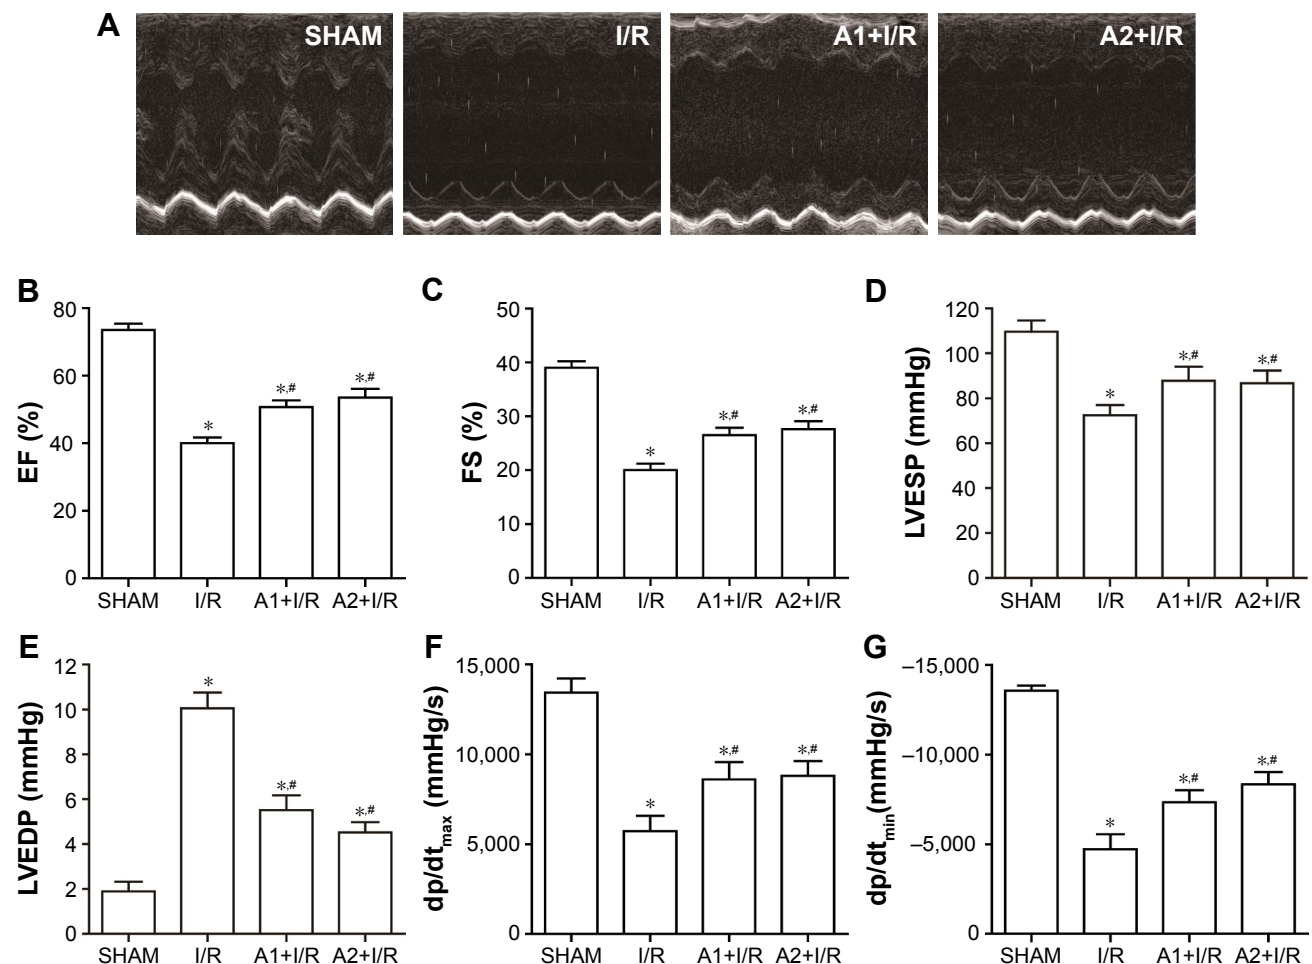 A
SHAM
I/R
A1+I/R
A2+I/R
B
EF (%)
80
60
40
20
0
*
*,#
*,#
SHAM I/R A1+I/R A2+I/R
C
FS (%)
50
40
30
20
10
0
*
*,#
*,#
SHAM I/R A1+I/R A2+I/R
D
LVESP (mmHg)
120
100
80
60
40
20
0
*
*,#
*,#
SHAM I/R A1+I/R A2+I/R
E
LVEDP (mmHg)
12
10
8
6
4
2
0
*
*,#
*,#
SHAM I/R A1+I/R A2+I/R
F
dp/dtmax (mmHg/s)
15,000
10,000
5,000
0
*
*,#
*,#
SHAM I/R A1+I/R A2+I/R
G
dp/dtmin(mmHg/s)
–15,000
–10,000
–5,000
0
*
*,#
*,#
SHAM I/R A1+I/R A2+I/R